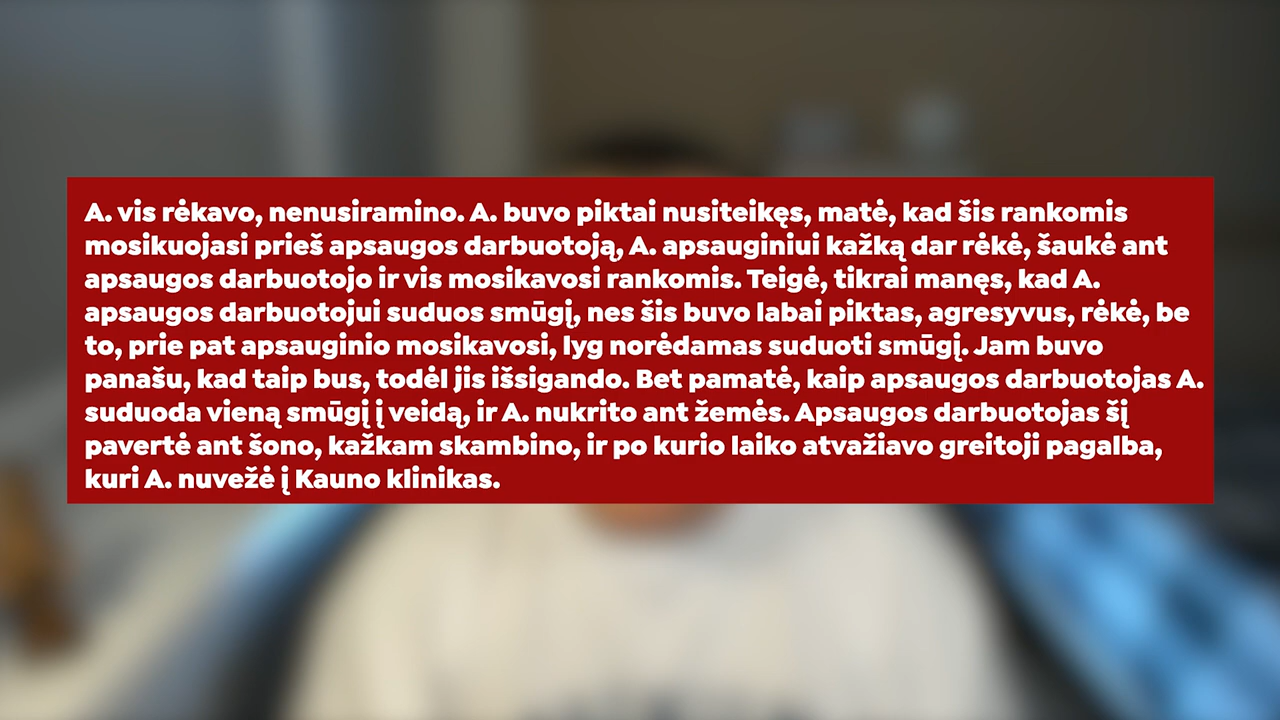 A. vis rėkavo, nenusiramino. A. buvo piktai nusiteikęs, matė, kad šis rankomis
mosikuojasi prieš apsaugos darbuotoją, A. apsauginiui kažką dar rėkė, šaukė ant
apsaugos darbuotojo ir vis mosikavosi rankomis. Teigė, tikrai manęs, kad A.
apsaugos darbuotojui suduos smūgį, nes šis buvo labai piktas, agresyvus, rėkė, be
to, prie pat apsauginio mosikavosi, lyg norėdamas suduoti smūgį. Jam buvo
panašu, kad taip bus, todėl jis išsigando. Bet pamatė, kaip apsaugos darbuotojas A.
suduoda vieną smūgį į veidą, ir A. nukrito ant žemės. Apsaugos darbuotojas šį
pavertė ant šono, kažkam skambino, ir po kurio laiko atvažiavo greitoji pagalba,
kuri A. nuvežė į Kauno klinikas.